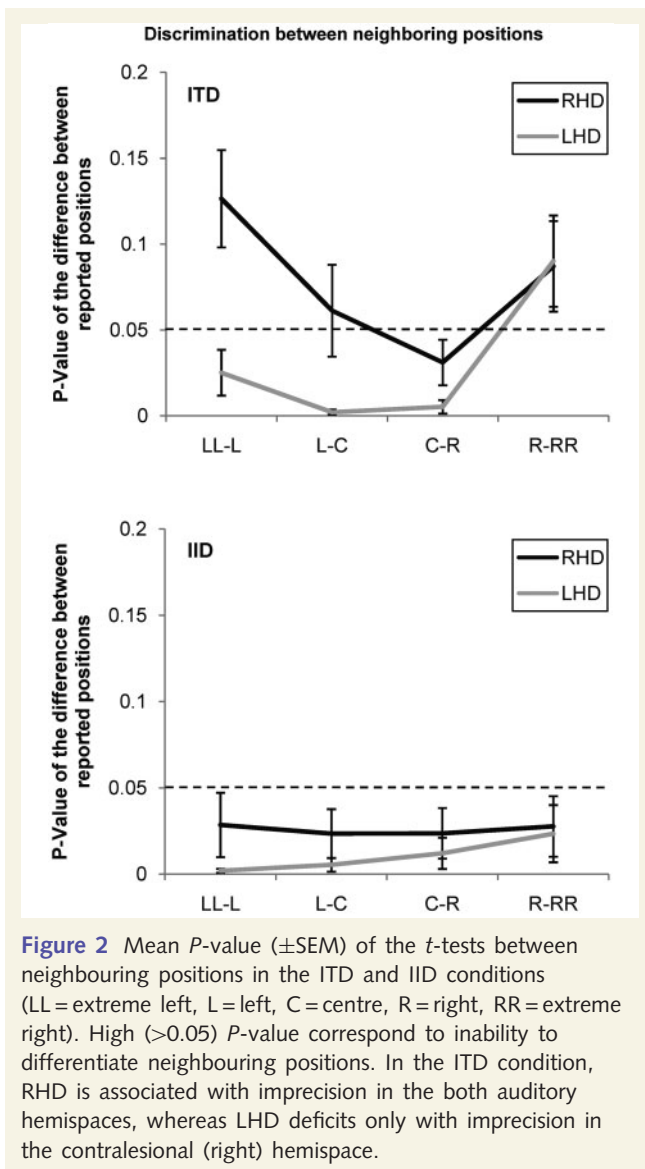 Discrimination between neighboring positions
P-Value of the difference between
reported positions
0.2
0.15
0.1
0.05
0
ITD
RHD
LHD
LL-L L-C C-R R-RR
P-Value of the difference between
reported positions
0.2
0.15
0.1
0.05
0
IID
RHD
LHD
LL-L L-C C-R R-RR
Figure 2 Mean P-value (±SEM) of the t-tests between
neighbouring positions in the ITD and IID conditions
(LL = extreme left, L = left, C = centre, R = right, RR = extreme
right). High (>0.05) P-value correspond to inability to
differentiate neighbouring positions. In the ITD condition,
RHD is associated with imprecision in the both auditory
hemispaces, whereas LHD deficits only with imprecision in
the contralesional (right) hemispace.